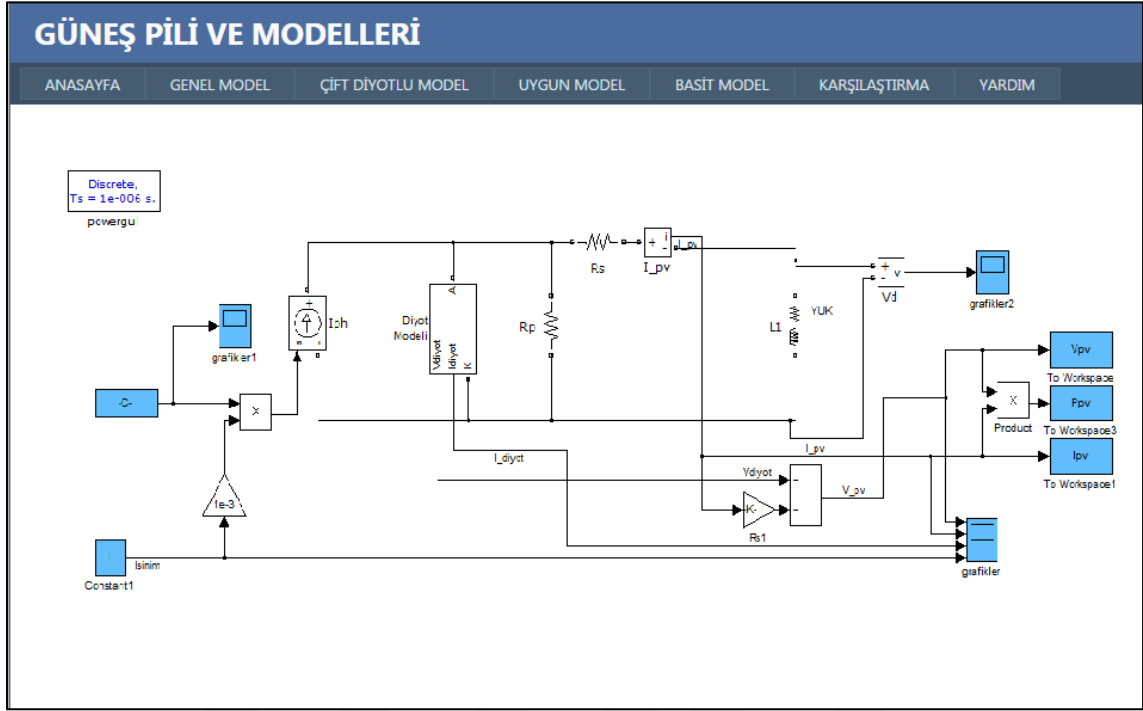 GÜNEŞ PİLİ VE MODELLERİ
ANASAYFA GENEL MODEL ÇİFT DİYOTLU MODEL UYGUN MODEL BASİT MODEL KARŞILAŞTIRMA YARDIM
Discrete,
Ts = 1e-006 s.
powergui
Rs
+ i
-
I_pv
I_pv
+
-
v
Vd
grafikler2
+
Iph
Diyot
Modeli
A
Vdiyot
Idiyot
K
Rp
L1
YUK
grafikler1
-C-
X
1e-3
Constant1
Isinim
I_diyot
Vdiyot
I_pv
K-
Rs1
V_pv
X
Product
Vpv
To Workspace
Ppv
To Workspace3
Ipv
To Workspace1
grafikler